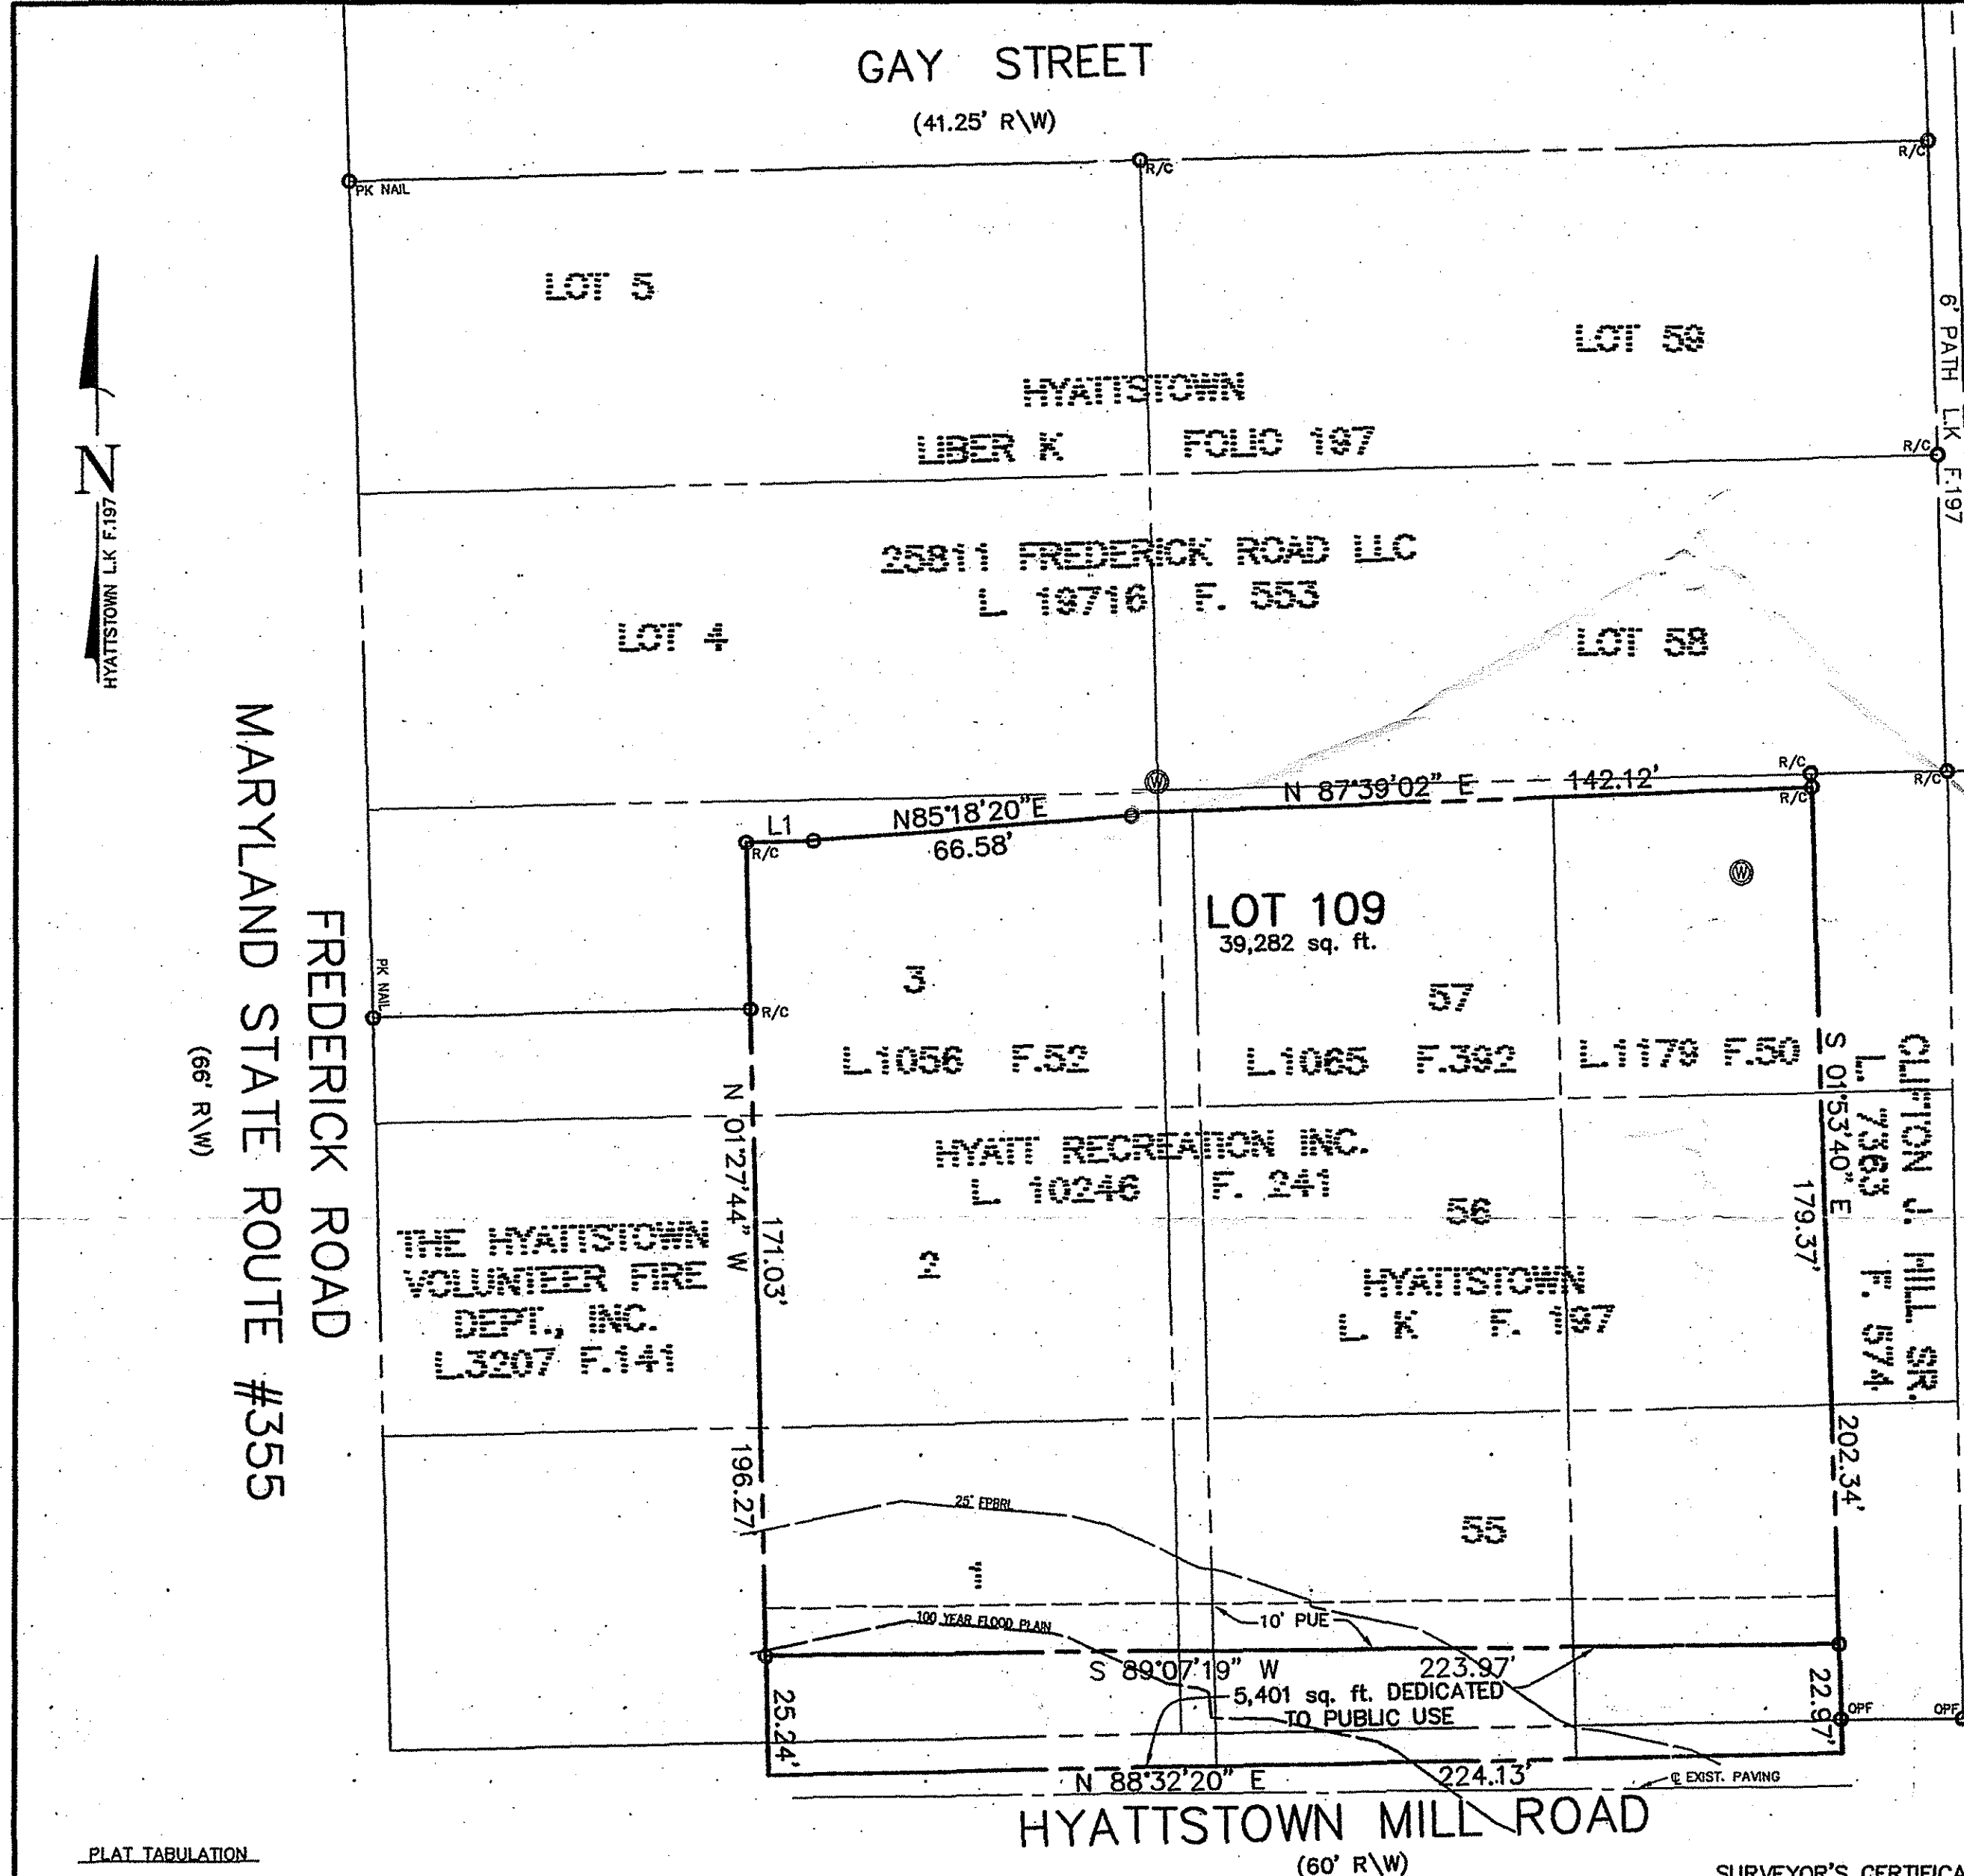 GAY STREET
(41.25' R\W)
R/C
PK NAIL
R/C
LOT 5
LOT 59
6' PATH L.K F.197
HYATTSTOWN
LIBER K FOLIO 197
R/C
N
HYATTSTOWN L.K F.197
25811 FREDERICK ROAD LLC
L 19716 F. 553
LOT 4
LOT 58
W
R/C
R/C
R/C
N 87°39'02" E 142.12'
L1
N85°18'20"E
66.58'
R/C
W
LOT 109
39,282 sq. ft.
PK NAIL
R/C
3
57
L.1056 F.52
L.1065 F.392
L.1179 F.50
S 01°53'40" E 179.37'
CLIFTON J. HILL SR.
L. 7363 F. 574
MARYLAND STATE ROUTE #355
FREDERICK ROAD
(66' R\W)
N 01°27'44" W 171.03'
HYATT RECREATION INC.
L 10246 F. 241
56
THE HYATTSTOWN
VOLUNTEER FIRE
DEPT., INC.
L.3207 F.141
2
HYATTSTOWN
L K F. 197
196.27'
202.34'
25' FPBRL
55
1
100 YEAR FLOOD PLAIN
10' PUE
S 89°07'19" W 223.97'
5,401 sq. ft. DEDICATED
TO PUBLIC USE
25.24'
22.97'
OPF
OPF
N 88°32'20" E 224.13'
℄ EXIST. PAVING
HYATTSTOWN MILL ROAD
(60' R\W)
PLAT TABULATION
SURVEYOR'S CERTIFICA